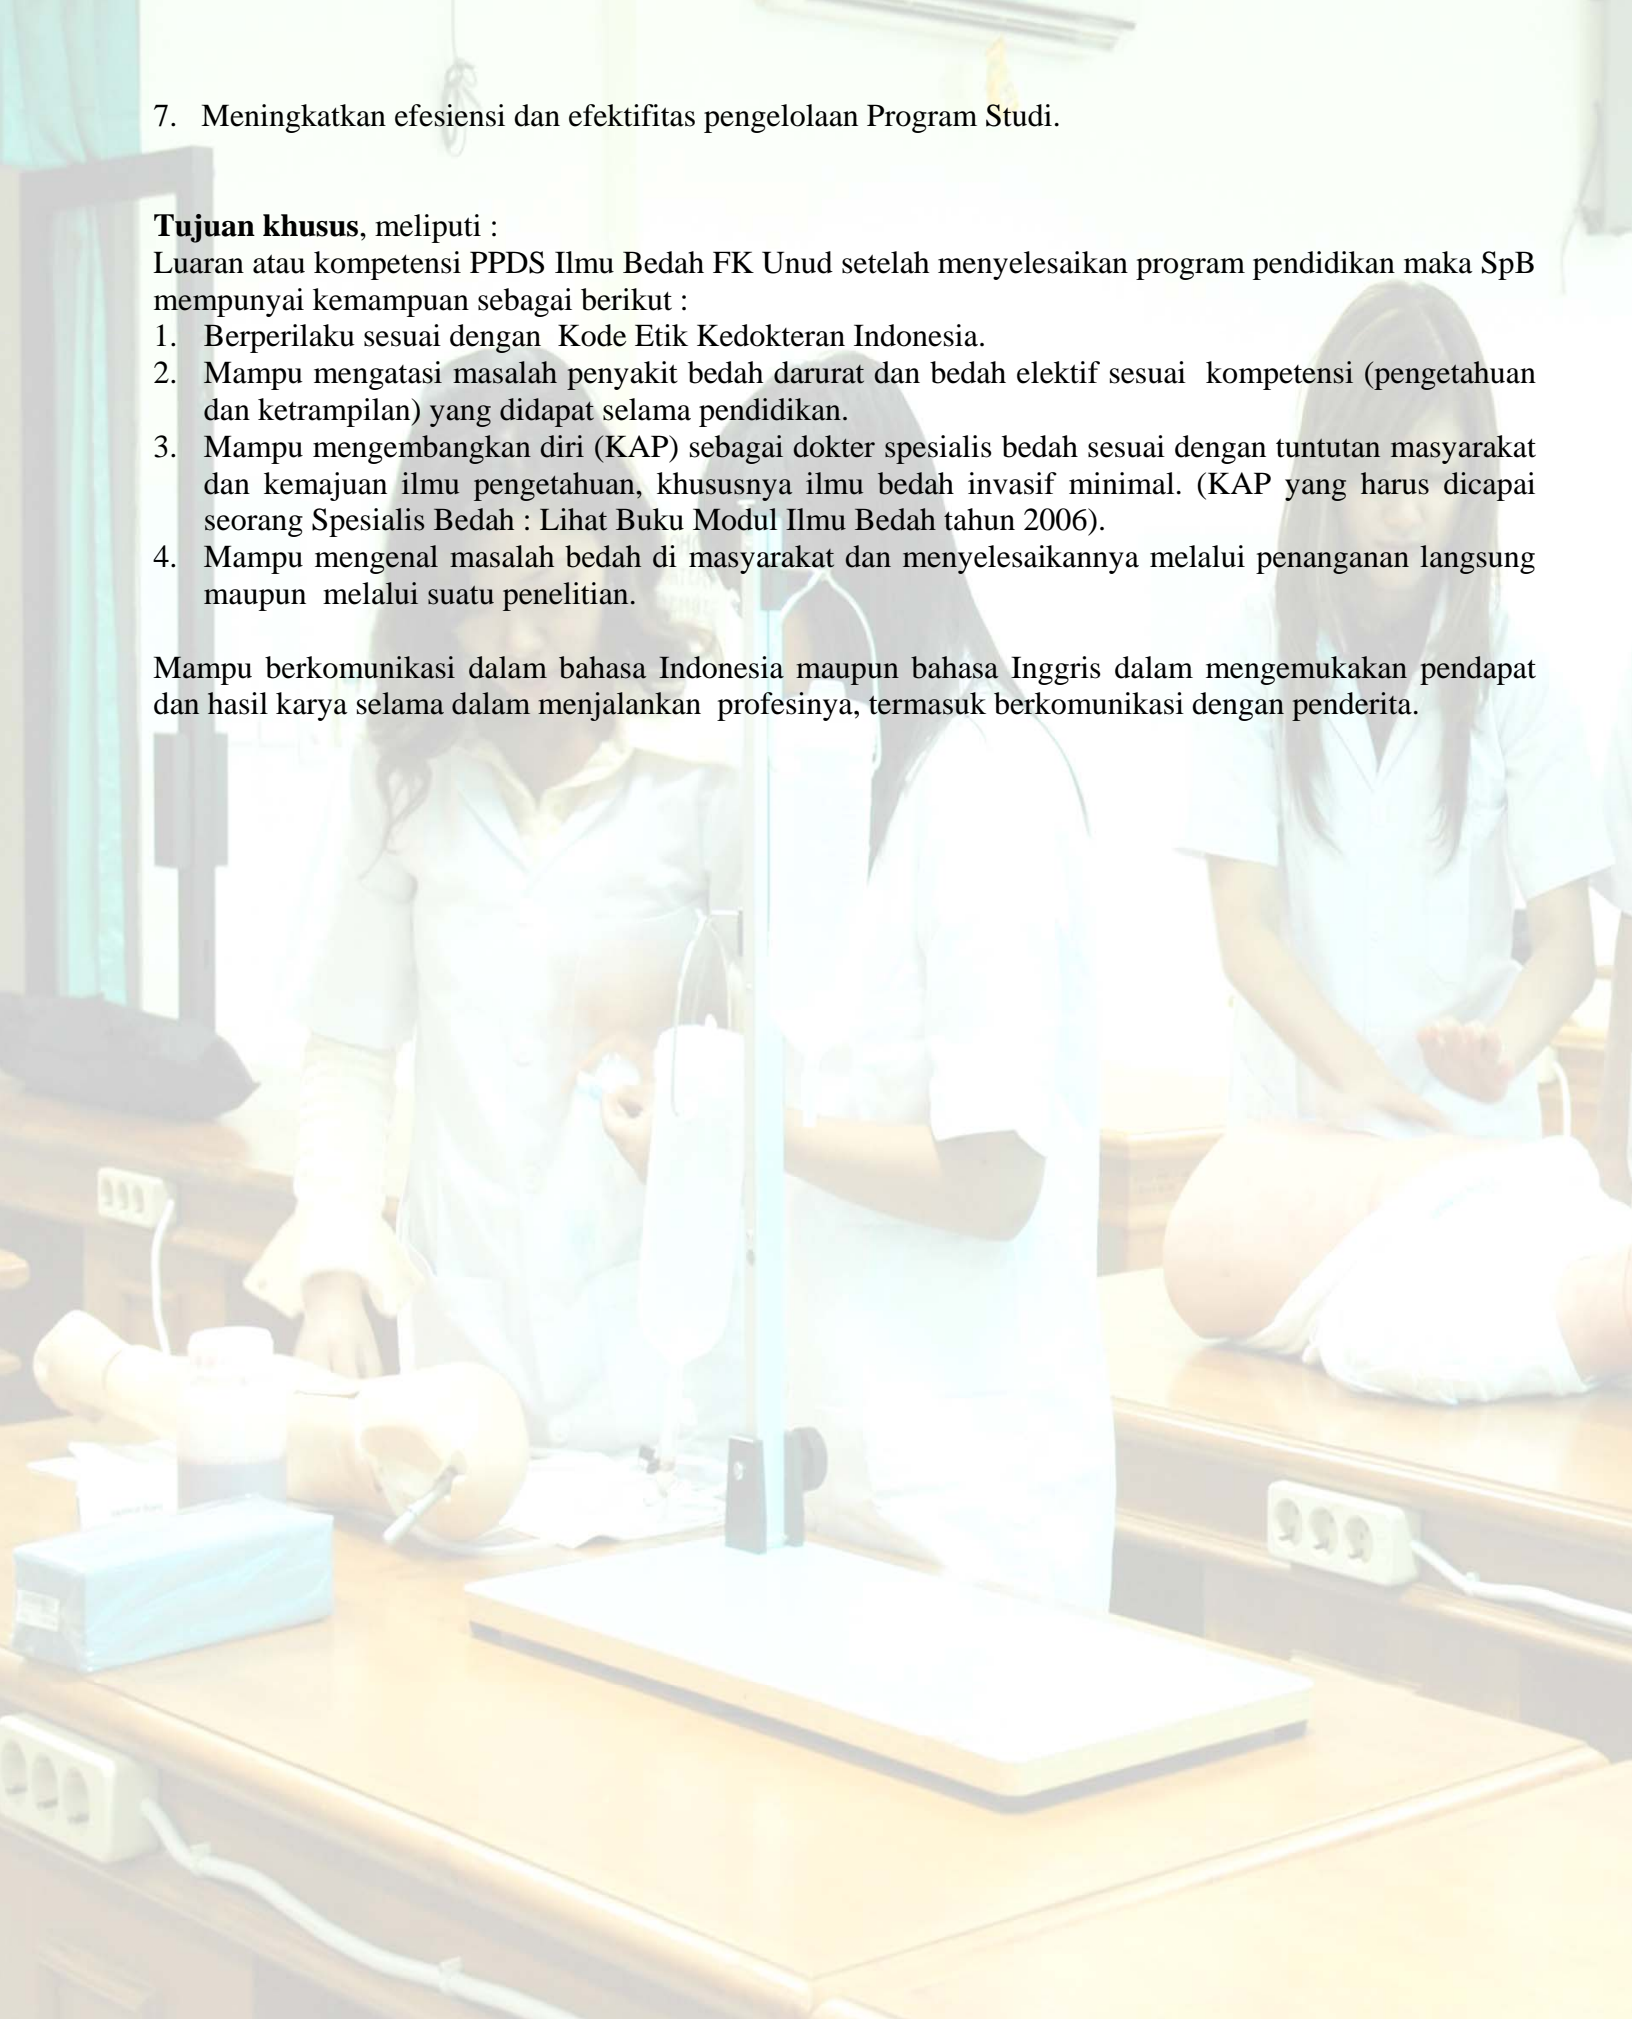 7. Meningkatkan efesiensi dan efektifitas pengelolaan Program Studi.
Tujuan khusus, meliputi :
Luaran atau kompetensi PPDS Ilmu Bedah FK Unud setelah menyelesaikan program pendidikan maka SpB
mempunyai kemampuan sebagai berikut :
1. Berperilaku sesuai dengan Kode Etik Kedokteran Indonesia.
2. Mampu mengatasi masalah penyakit bedah darurat dan bedah elektif sesuai kompetensi (pengetahuan
dan ketrampilan) yang didapat selama pendidikan.
3. Mampu mengembangkan diri (KAP) sebagai dokter spesialis bedah sesuai dengan tuntutan masyarakat
dan kemajuan ilmu pengetahuan, khususnya ilmu bedah invasif minimal. (KAP yang harus dicapai
seorang Spesialis Bedah : Lihat Buku Modul Ilmu Bedah tahun 2006).
4. Mampu mengenal masalah bedah di masyarakat dan menyelesaikannya melalui penanganan langsung
maupun melalui suatu penelitian.
Mampu berkomunikasi dalam bahasa Indonesia maupun bahasa Inggris dalam mengemukakan pendapat
dan hasil karya selama dalam menjalankan profesinya, termasuk berkomunikasi dengan penderita.